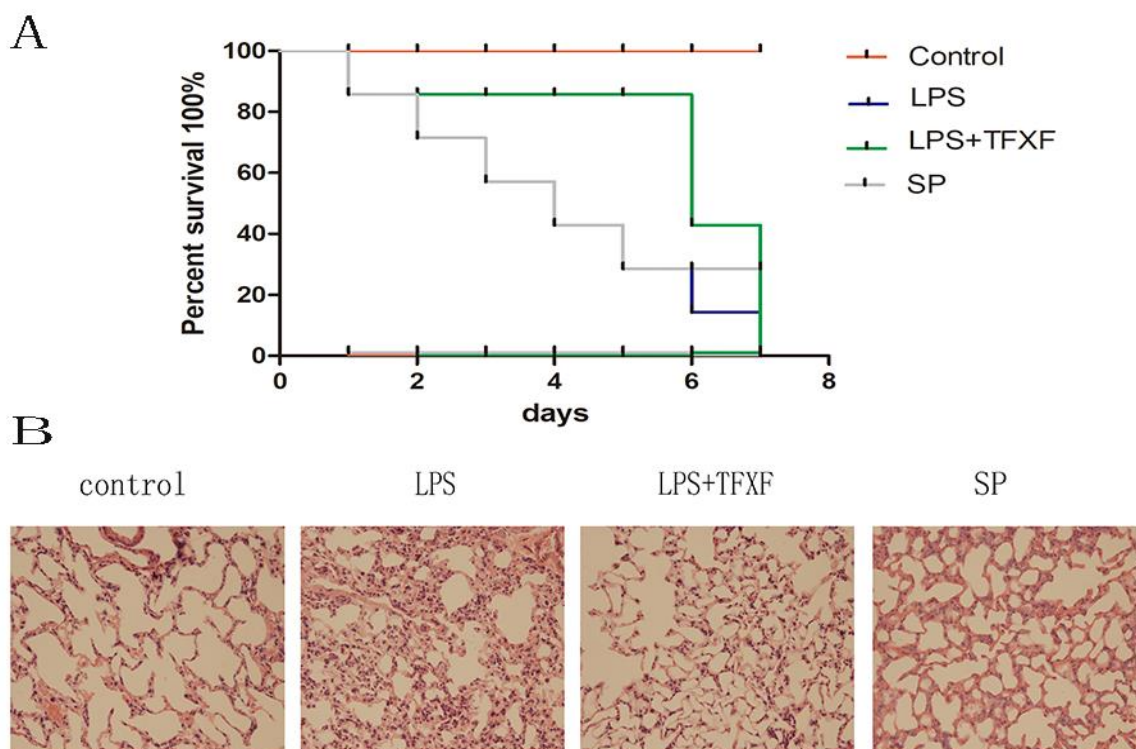 A
Percent survival 100%
100
80
60
40
20
0
0 2 4 6 8
days
Control
LPS
LPS+TFXF
SP
B
control LPS LPS+TFXF SP